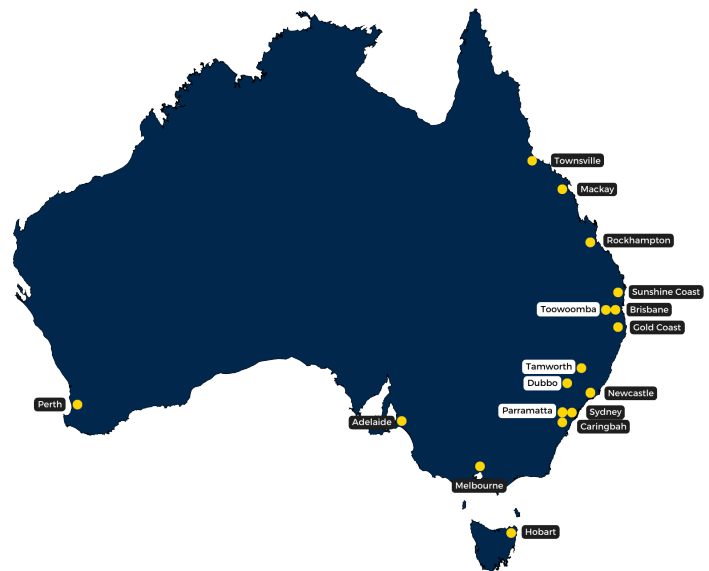 Townsville
Mackay
Rockhampton
Sunshine Coast
Toowoomba
Brisbane
Gold Coast
Tamworth
Dubbo
Newcastle
Perth
Parramatta
Sydney
Adelaide
Caringbah
Melbourne
Hobart